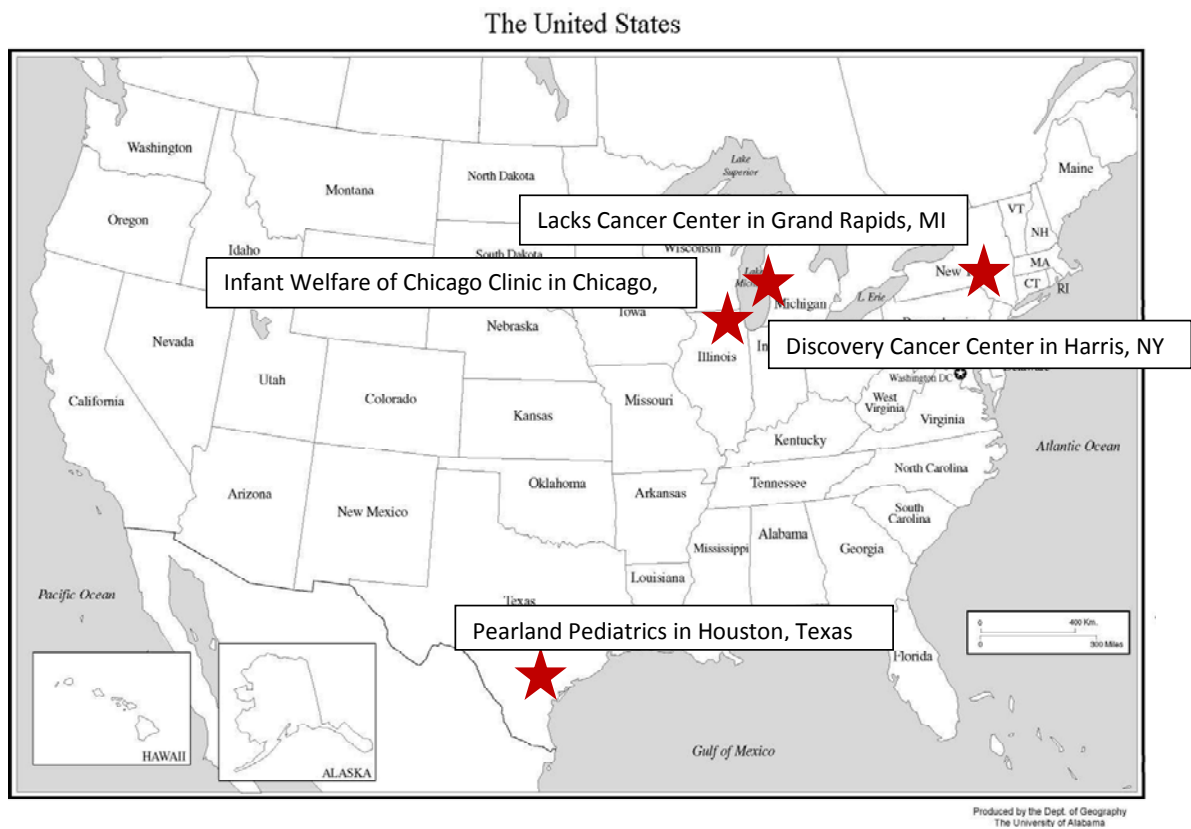 The United States
Washington
Montana
North Dakota
Lake
Superior
Maine
Oregon
Idaho
South Dakota
Wisconsin
Lacks Cancer Center in Grand Rapids, MI
VT
NH
MA
CT
RI
New
Infant Welfare of Chicago Clinic in Chicago,
Lake
Michigan
L. Erie
Iowa
Nebraska
Nevada
Illinois
Discovery Cancer Center in Harris, NY
Utah
Colorado
California
Kansas
Missouri
Washington DC
West
Virginia
Virginia
Kentucky
Atlantic Ocean
North Carolina
Tennessee
Oklahoma
Arkansas
Arizona
New Mexico
South
Carolina
Mississippi
Alabama
Georgia
Louisiana
Pacific Ocean
Texas
Pearland Pediatrics in Houston, Texas
0 400 Km.
0 300 Miles
Florida
HAWAII
ALASKA
Gulf of Mexico
Produced by the Dept. of Geography
The University of Alabama